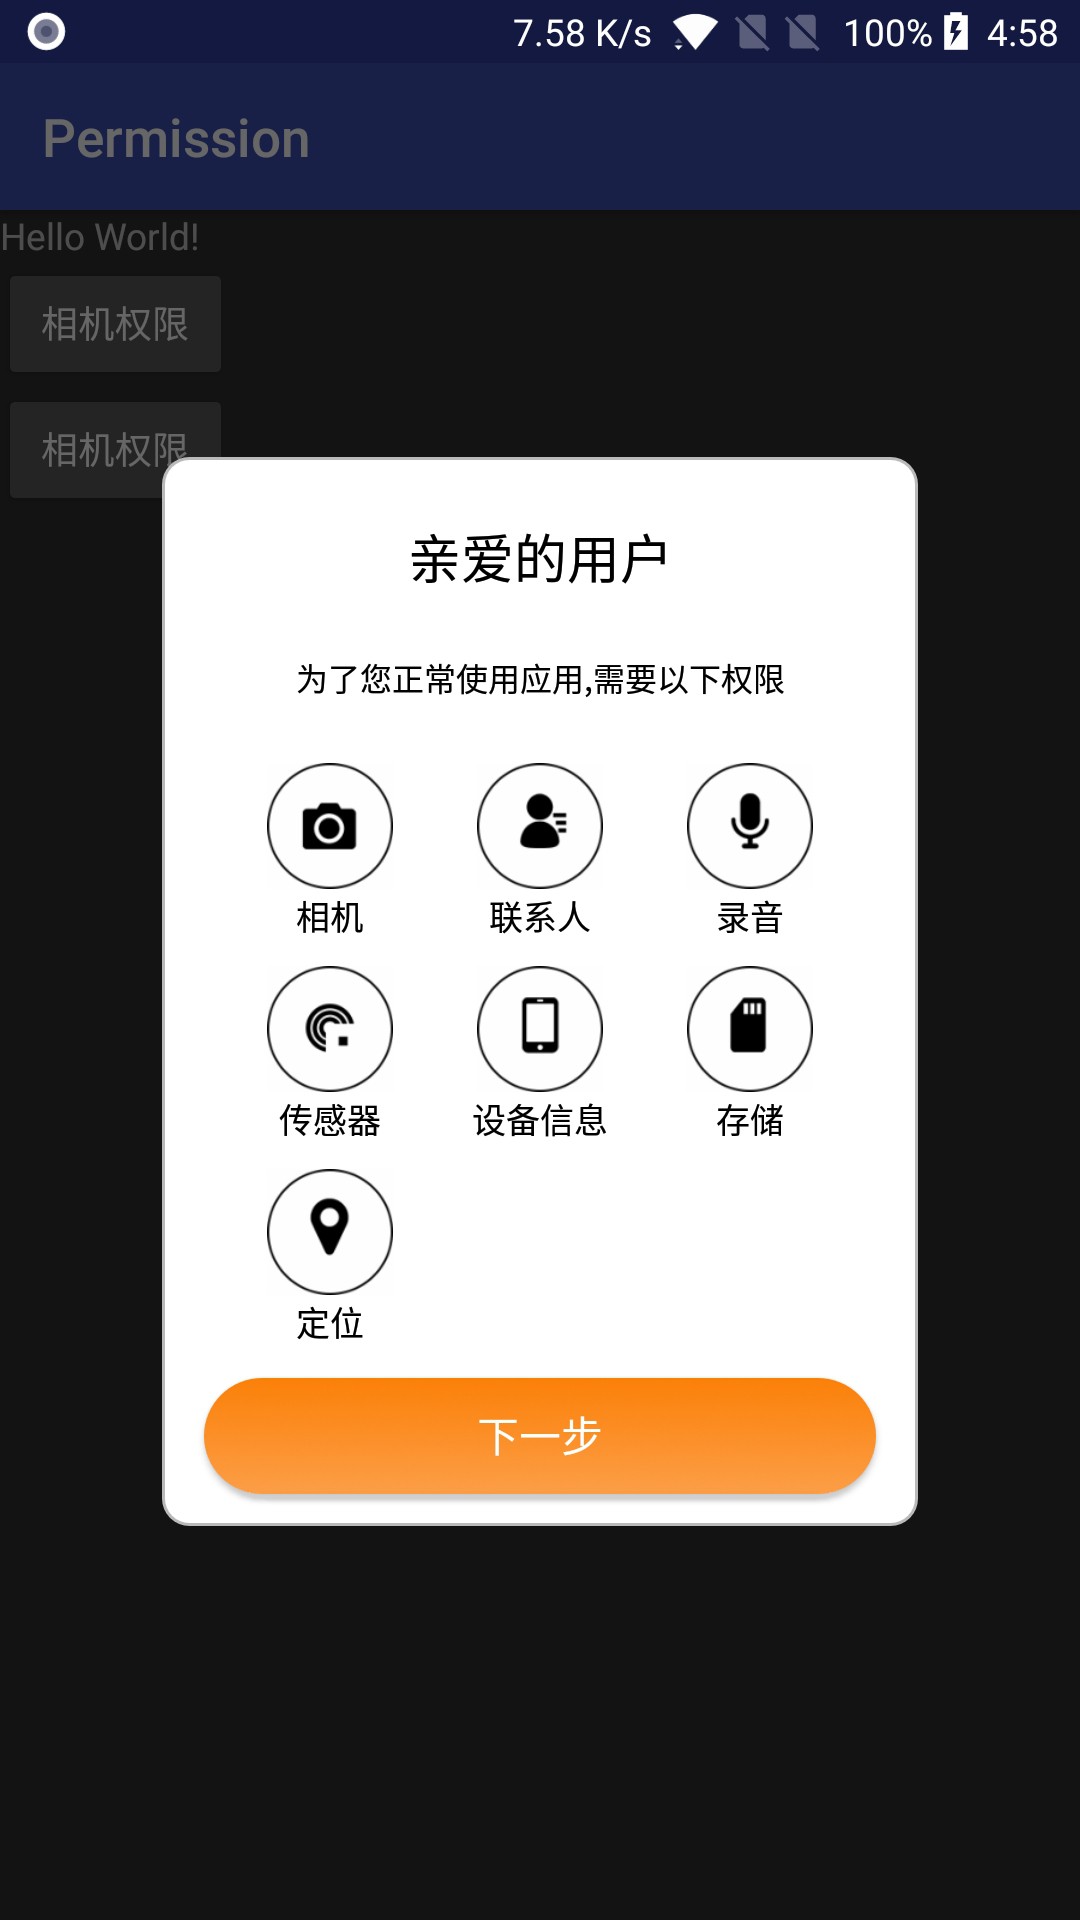 7.58 K/s 100% 4:58
Permission
Hello World!
相机权限
相机权限
亲爱的用户
为了您正常使用应用,需要以下权限
相机 联系人 录音
传感器 设备信息 存储
定位
下一步